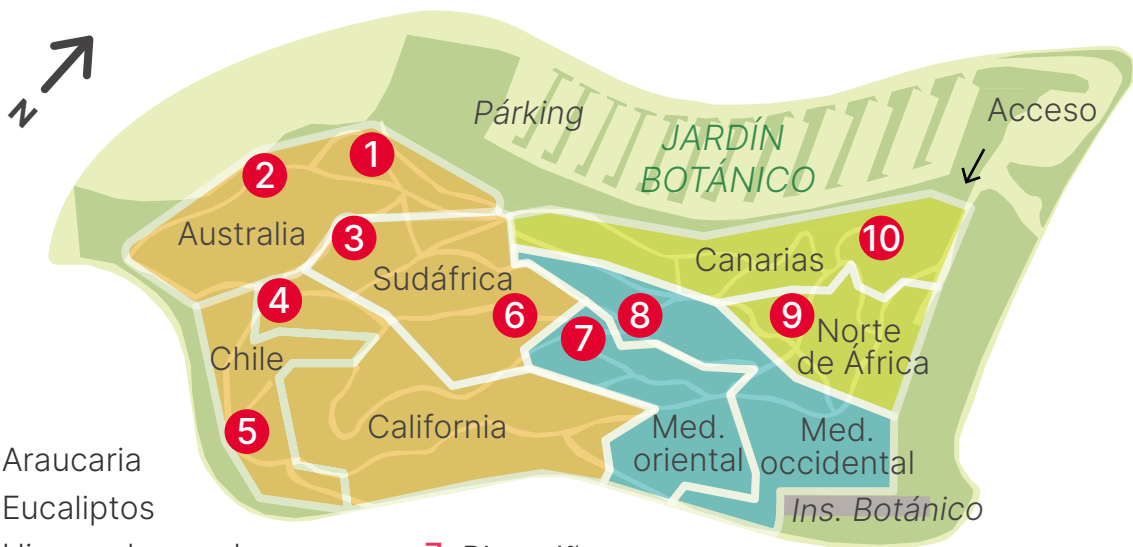 N
Párking
JARDÍN
BOTÁNICO
Acceso
1
2
Australia
3
Sudáfrica
Canarias
10
4
6
8
7
9
Norte
de África
Chile
5
California
Med.
oriental
Med.
occidental
Ins. Botánico
Araucaria
Eucaliptos